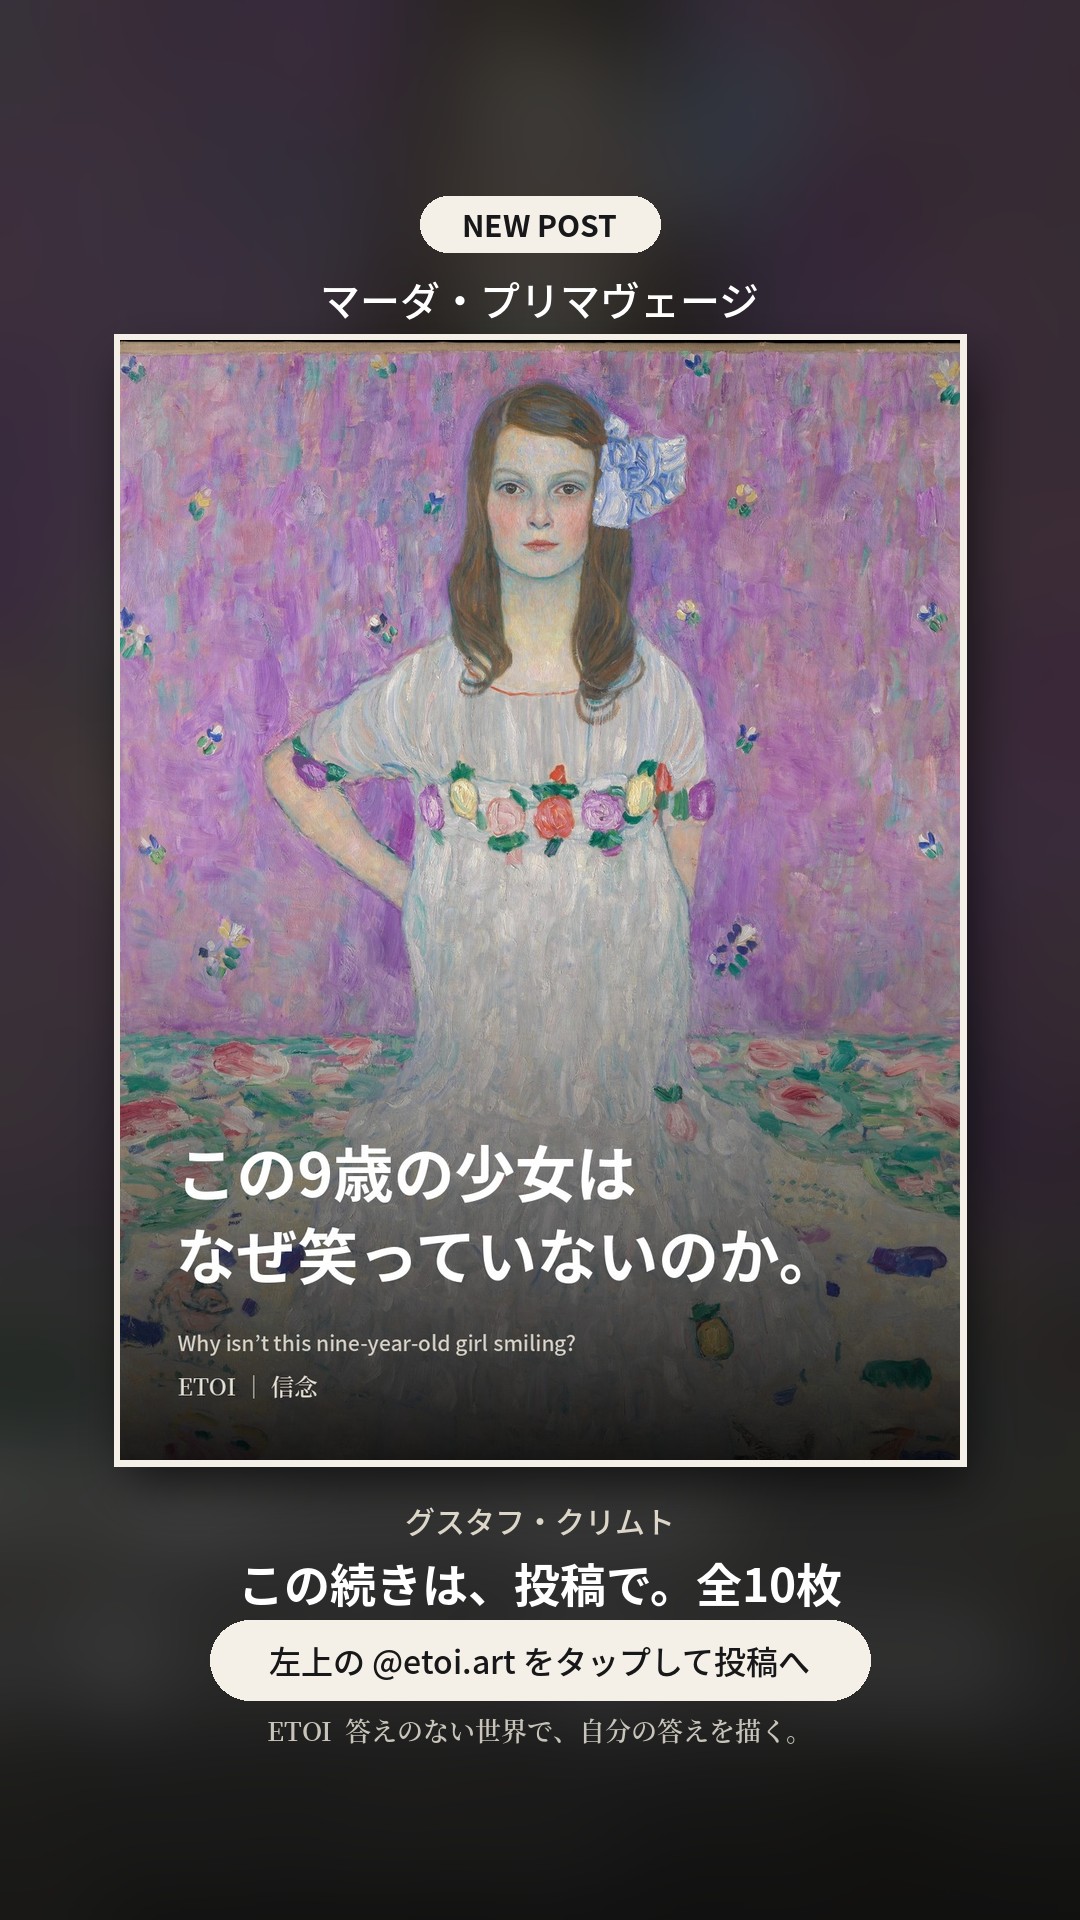 NEW POST
マーダ・プリマヴェージ
この9歳の少女は
なぜ笑っていないのか。
Why isn’t this nine-year-old girl smiling?
ETOI｜信念
グスタフ・クリムト
この続きは、投稿で。全10枚
左上の @etoi.art をタップして投稿へ
ETOI 答えのない世界で、自分の答えを描く。